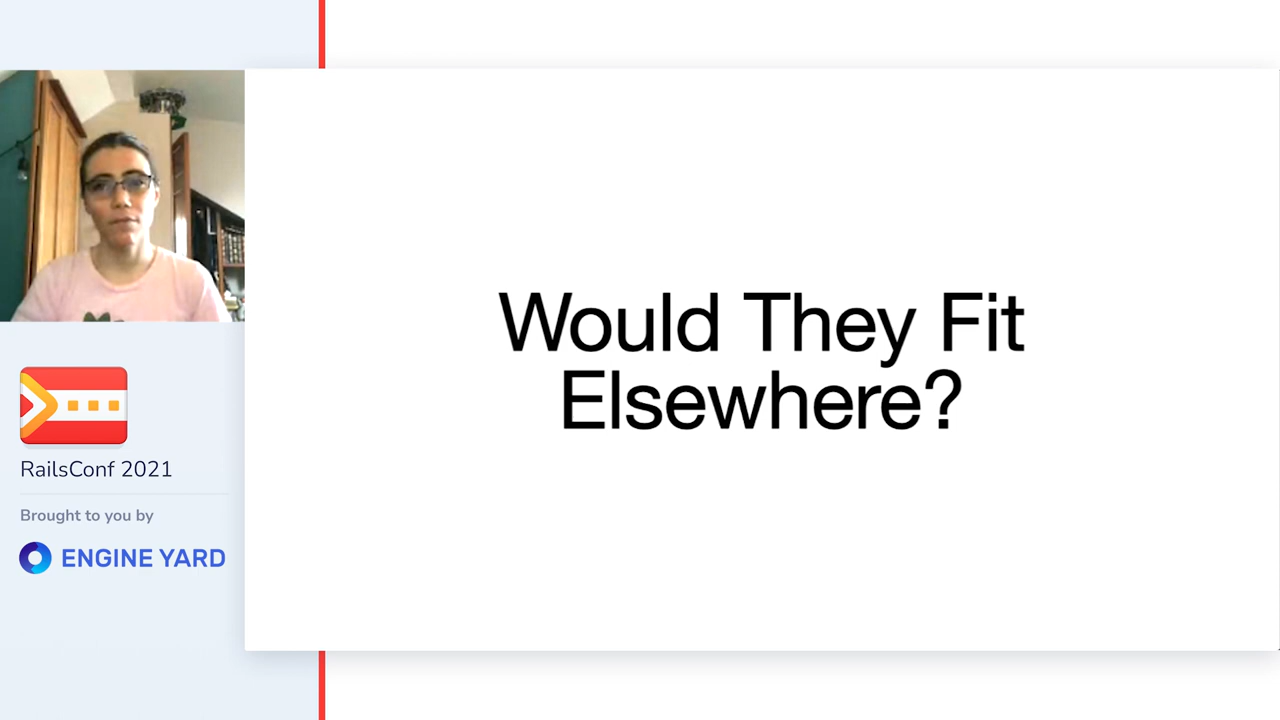 Would They Fit
Elsewhere?
RailsConf 2021
Brought to you by
ENGINE YARD